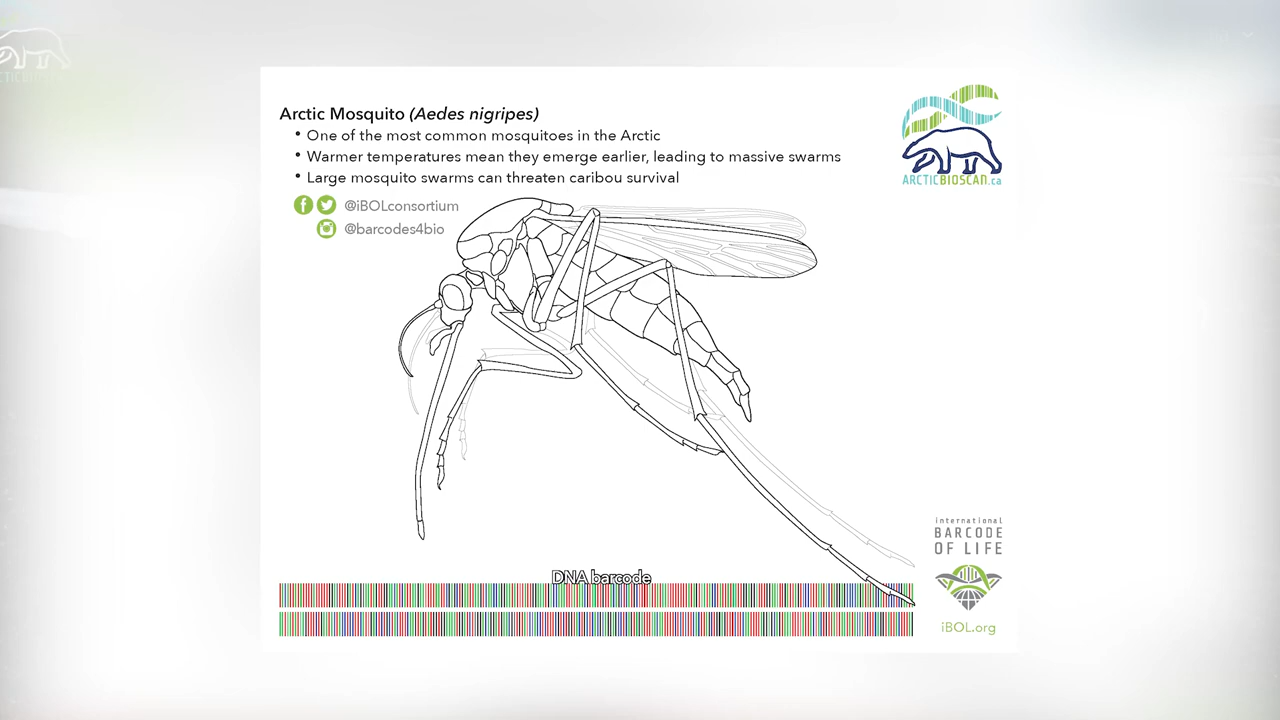 Arctic Mosquito (Aedes nigripes)
• One of the most common mosquitoes in the Arctic
• Warmer temperatures mean they emerge earlier, leading to massive swarms
• Large mosquito swarms can threaten caribou survival
@iBOLconsortium
@barcodes4bio
ARCTICBIOSCAN.ca
international
BARCODE
OF LIFE
iBOL.org
DNA barcode